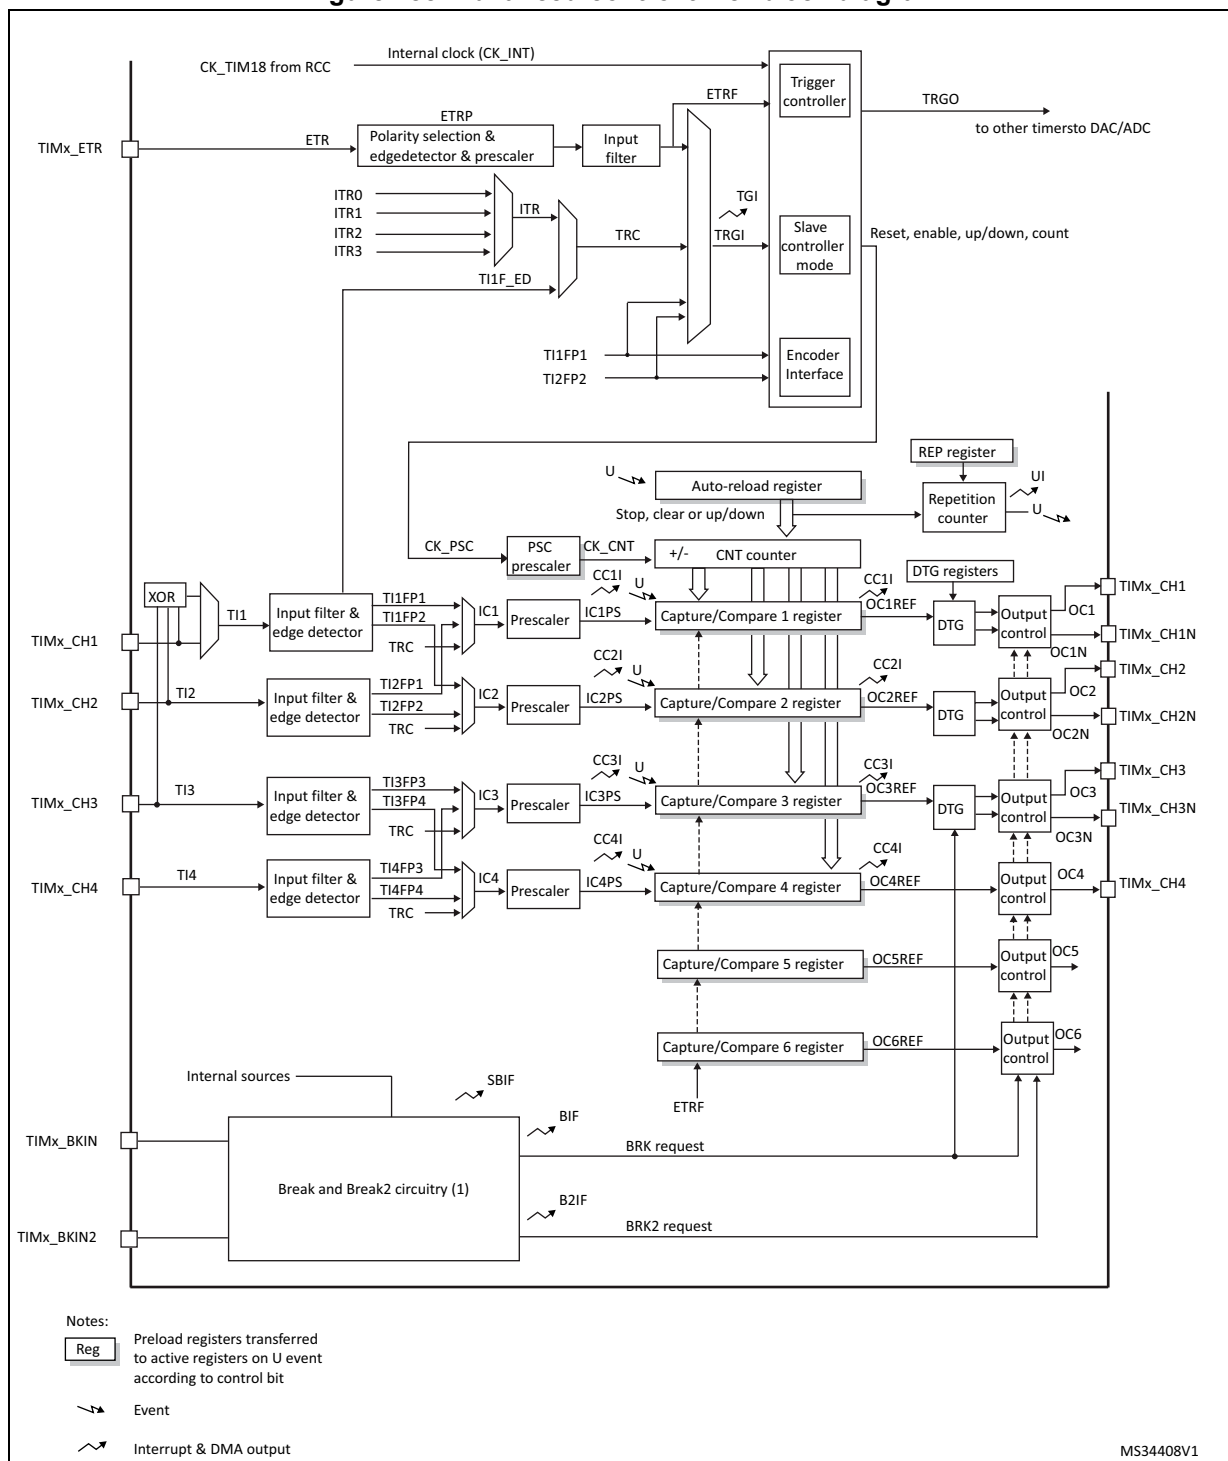 Internal clock (CK_INT)
CK_TIM18 from RCC
Trigger
controller
ETRF
TRGO
to other timersto DAC/ADC
ETRP
TIMx_ETR
ETR
Polarity selection &
edgedetector & prescaler
Input
filter
ITR0
ITR1
ITR2
ITR3
ITR
TRC
TGI
TRGI
Slave
controller
mode
Reset, enable, up/down, count
TI1F_ED
TI1FP1
TI2FP2
Encoder
Interface
REP register
U
Auto-reload register
Repetition
counter
UI
U
Stop, clear or up/down
CK_PSC
PSC
prescaler
CK_CNT
+/-
CNT counter
DTG registers
XOR
TI1
Input filter &
edge detector
TI1FP1
TI1FP2
TRC
IC1
Prescaler
IC1PS
CC1I
U
Capture/Compare 1 register
CC1I
OC1REF
DTG
Output
control
OC1
TIMx_CH1
OC1N
TIMx_CH1N
TIMx_CH1
TIMx_CH2
TI2
Input filter &
edge detector
TI2FP1
TI2FP2
TRC
IC2
Prescaler
IC2PS
CC2I
U
Capture/Compare 2 register
CC2I
OC2REF
DTG
Output
control
OC2
TIMx_CH2
OC2N
TIMx_CH2N
TIMx_CH3
TI3
Input filter &
edge detector
TI3FP3
TI3FP4
TRC
IC3
Prescaler
IC3PS
CC3I
U
Capture/Compare 3 register
CC3I
OC3REF
DTG
Output
control
OC3
TIMx_CH3
OC3N
TIMx_CH3N
TIMx_CH4
TI4
Input filter &
edge detector
TI4FP3
TI4FP4
TRC
IC4
Prescaler
IC4PS
CC4I
U
Capture/Compare 4 register
CC4I
OC4REF
Output
control
OC4
TIMx_CH4
Capture/Compare 5 register
OC5REF
Output
control
OC5
Capture/Compare 6 register
OC6REF
Output
control
OC6
ETRF
Internal sources
SBIF
TIMx_BKIN
BIF
BRK request
Break and Break2 circuitry (1)
B2IF
BRK2 request
TIMx_BKIN2
Notes:
Reg
Preload registers transferred
to active registers on U event
according to control bit
Event
Interrupt & DMA output
MS34408V1